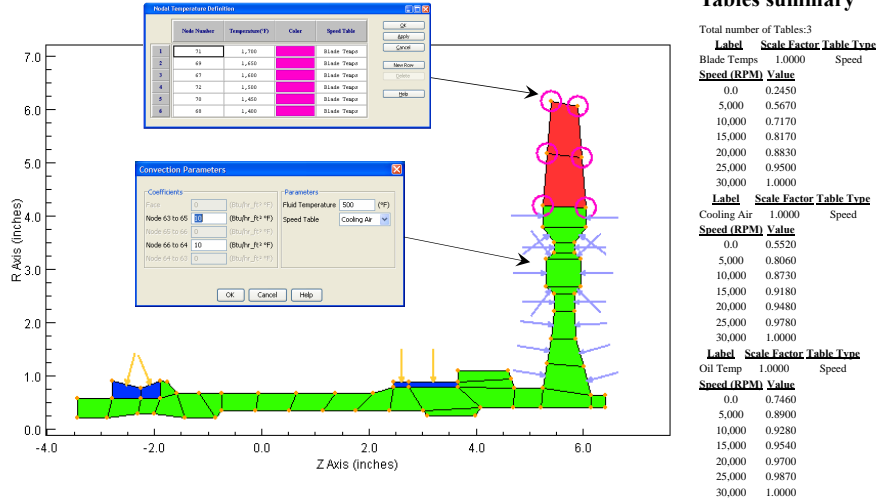 Tables summary
Total number of Tables:3
Label Scale Factor Table Type
Blade Temps 1.0000 Speed
Speed (RPM) Value
0.0 0.2450
5,000 0.5670
10,000 0.7170
15,000 0.8170
20,000 0.8830
25,000 0.9500
30,000 1.0000
Label Scale Factor Table Type
Cooling Air 1.0000 Speed
Speed (RPM) Value
0.0 0.5520
5,000 0.8060
10,000 0.8730
15,000 0.9180
20,000 0.9480
25,000 0.9780
30,000 1.0000
Label Scale Factor Table Type
Oil Temp 1.0000 Speed
Speed (RPM) Value
0.0 0.7460
5,000 0.8900
10,000 0.9280
15,000 0.9540
20,000 0.9700
25,000 0.9870
30,000 1.0000
Nodal Temperature Definition
Node Number Temperature(°F) Color Speed Table
1 71 1,700 Blade Temps
2 69 1,650 Blade Temps
3 67 1,600 Blade Temps
4 72 1,500 Blade Temps
5 70 1,450 Blade Temps
6 68 1,400 Blade Temps
OK
Apply
Cancel
New Row
Delete
Help
Convection Parameters
Coefficients
Face 0 (Btu/hr_ft² °F)
Node 63 to 65 10 (Btu/hr_ft² °F)
Node 65 to 66 0 (Btu/hr_ft² °F)
Node 66 to 64 10 (Btu/hr_ft² °F)
Node 64 to 63 0 (Btu/hr_ft² °F)
Parameters
Fluid Temperature 500 (°F)
Speed Table Cooling Air
OK Cancel Help
R Axis (inches)
7.0
6.0
5.0
4.0
3.0
2.0
1.0
0.0
-4.0 -2.0 0.0 2.0 4.0 6.0
Z Axis (inches)